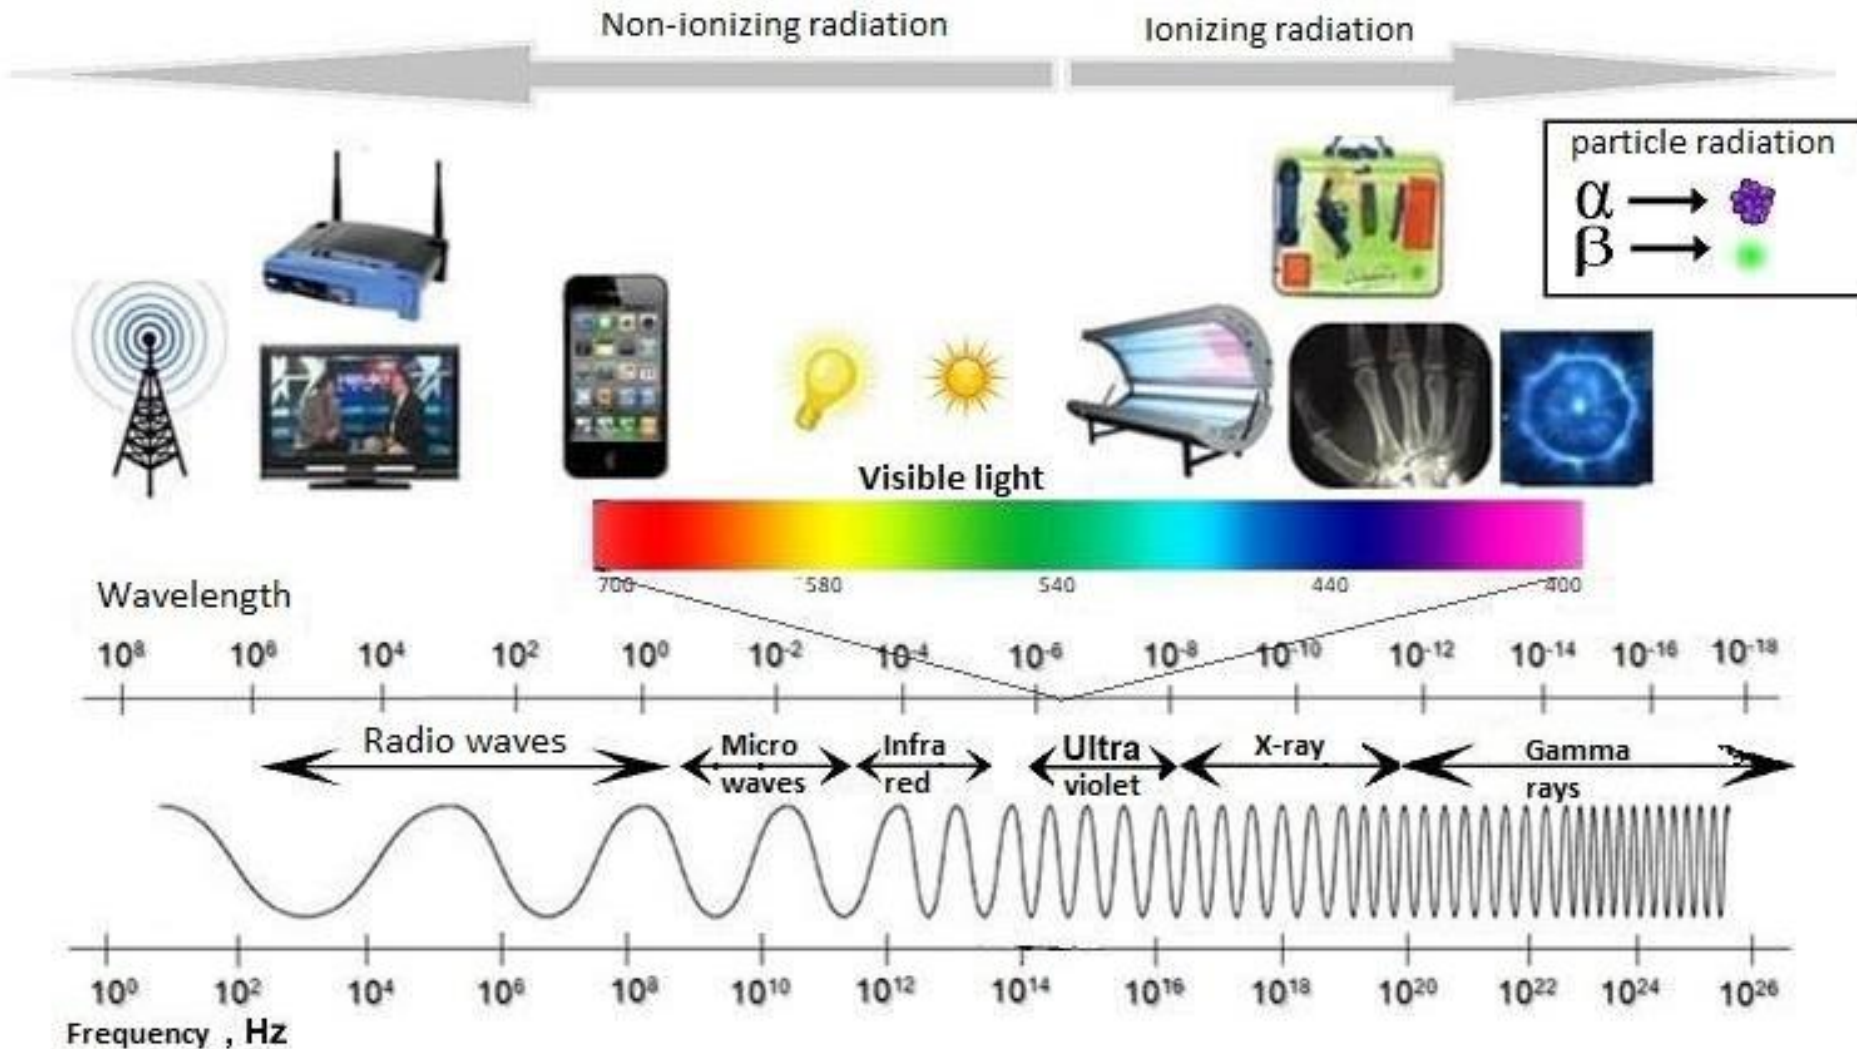 Non-ionizing radiation
Ionizing radiation
particle radiation
α
β
Visible light
700 580 540 440 400
Wavelength
10⁸ 10⁶ 10⁴ 10² 10⁰ 10⁻² 10⁻⁴ 10⁻⁶ 10⁻⁸ 10⁻¹⁰ 10⁻¹² 10⁻¹⁴ 10⁻¹⁶ 10⁻¹⁸
Radio waves
Micro
waves
Infra
red
Ultra
violet
X-ray
Gamma
rays
10⁰ 10² 10⁴ 10⁶ 10⁸ 10¹⁰ 10¹² 10¹⁴ 10¹⁶ 10¹⁸ 10²⁰ 10²² 10²⁴ 10²⁶
Frequency , Hz